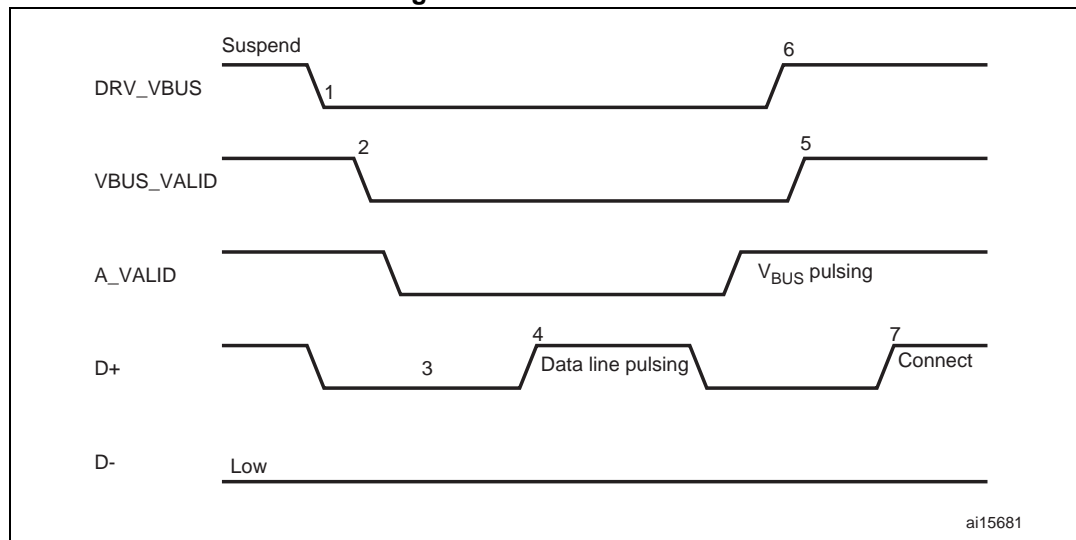 Suspend
6
DRV_VBUS
1
2
5
VBUS_VALID
A_VALID
VBUS pulsing
4
7
D+
3
Data line pulsing
Connect
D-
Low
ai15681